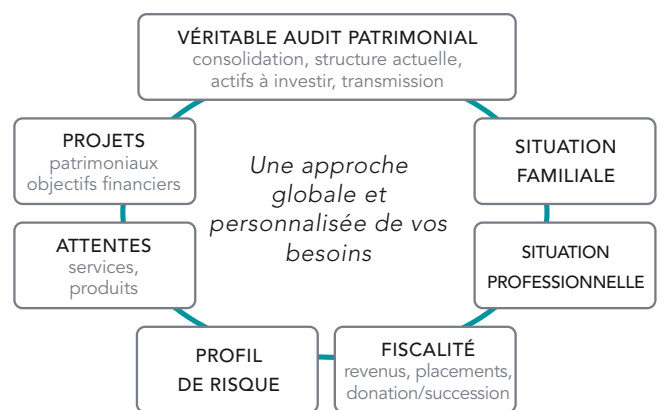 VÉRITABLE AUDIT PATRIMONIAL
consolidation, structure actuelle,
actifs à investir, transmission
PROJETS
patrimoniaux
objectifs financiers
Une approche
globale et
personnalisée de vos
besoins
SITUATION
FAMILIALE
ATTENTES
services,
produits
SITUATION
PROFESSIONNELLE
PROFIL
DE RISQUE
FISCALITÉ
revenus, placements,
donation/succession